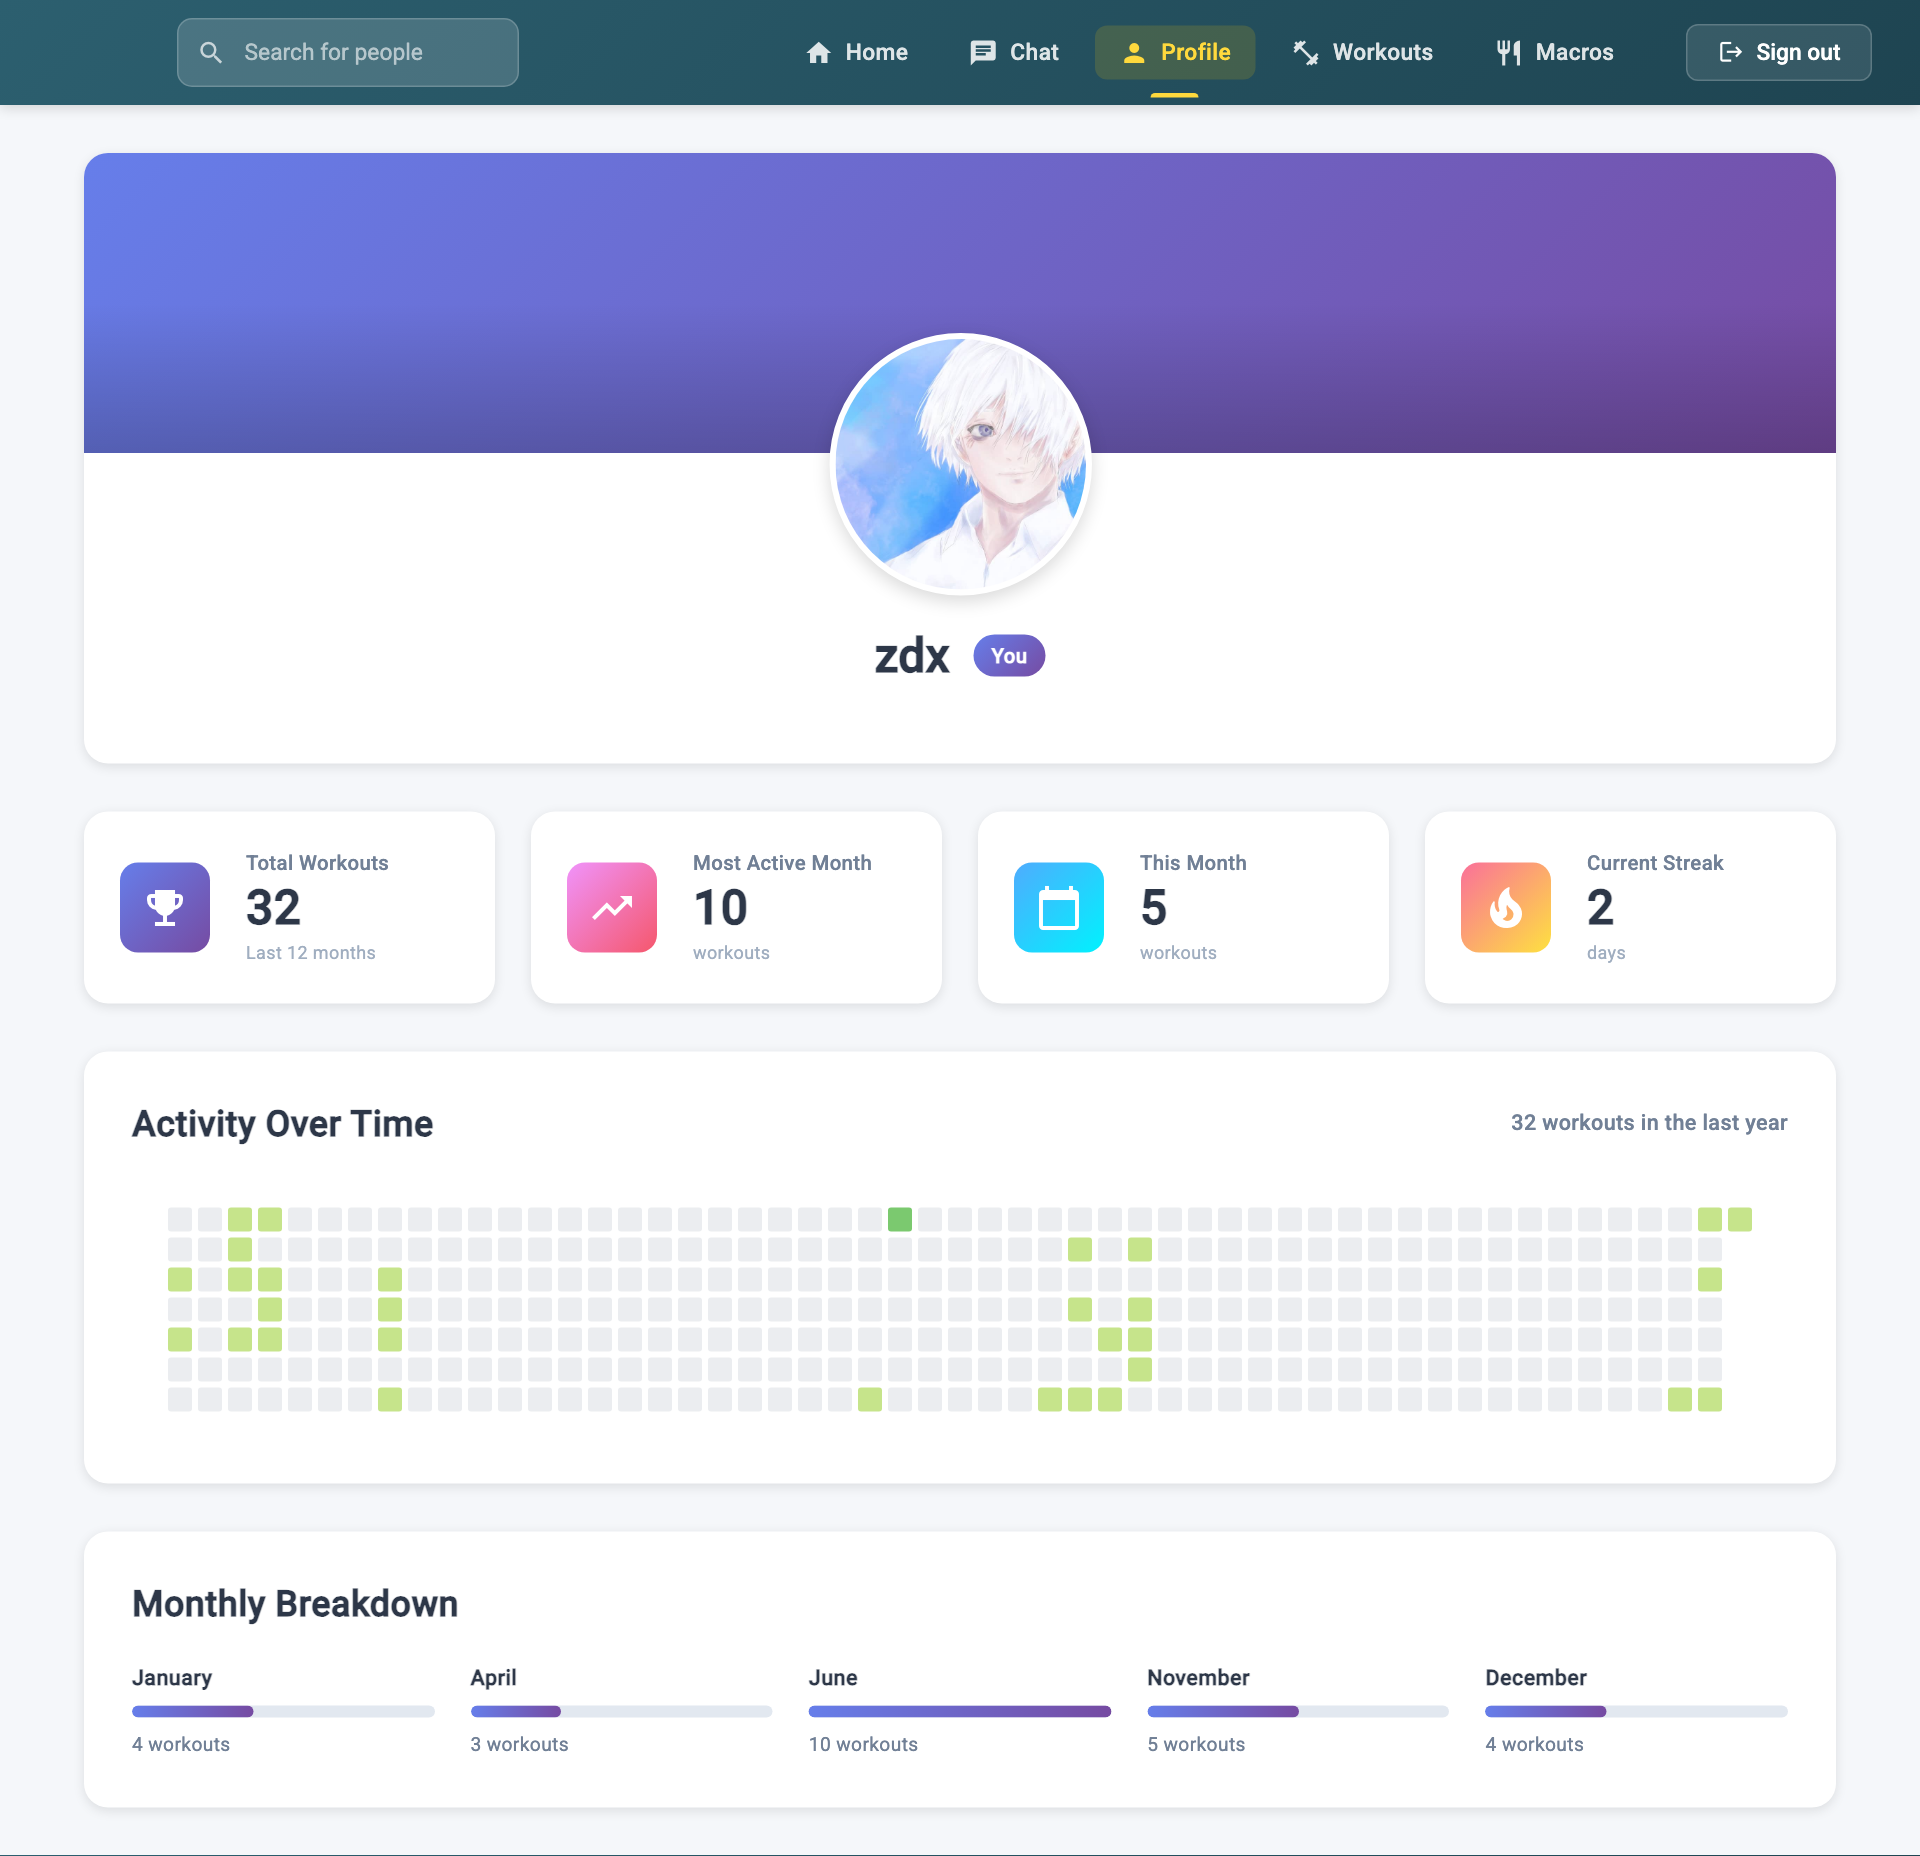 Search for people
Home
Chat
Profile
Workouts
Macros
Sign out
zdx
You
Total Workouts
32
Last 12 months
Most Active Month
10
workouts
This Month
5
workouts
Current Streak
2
days
Activity Over Time
32 workouts in the last year
Monthly Breakdown
January
4 workouts
April
3 workouts
June
10 workouts
November
5 workouts
December
4 workouts